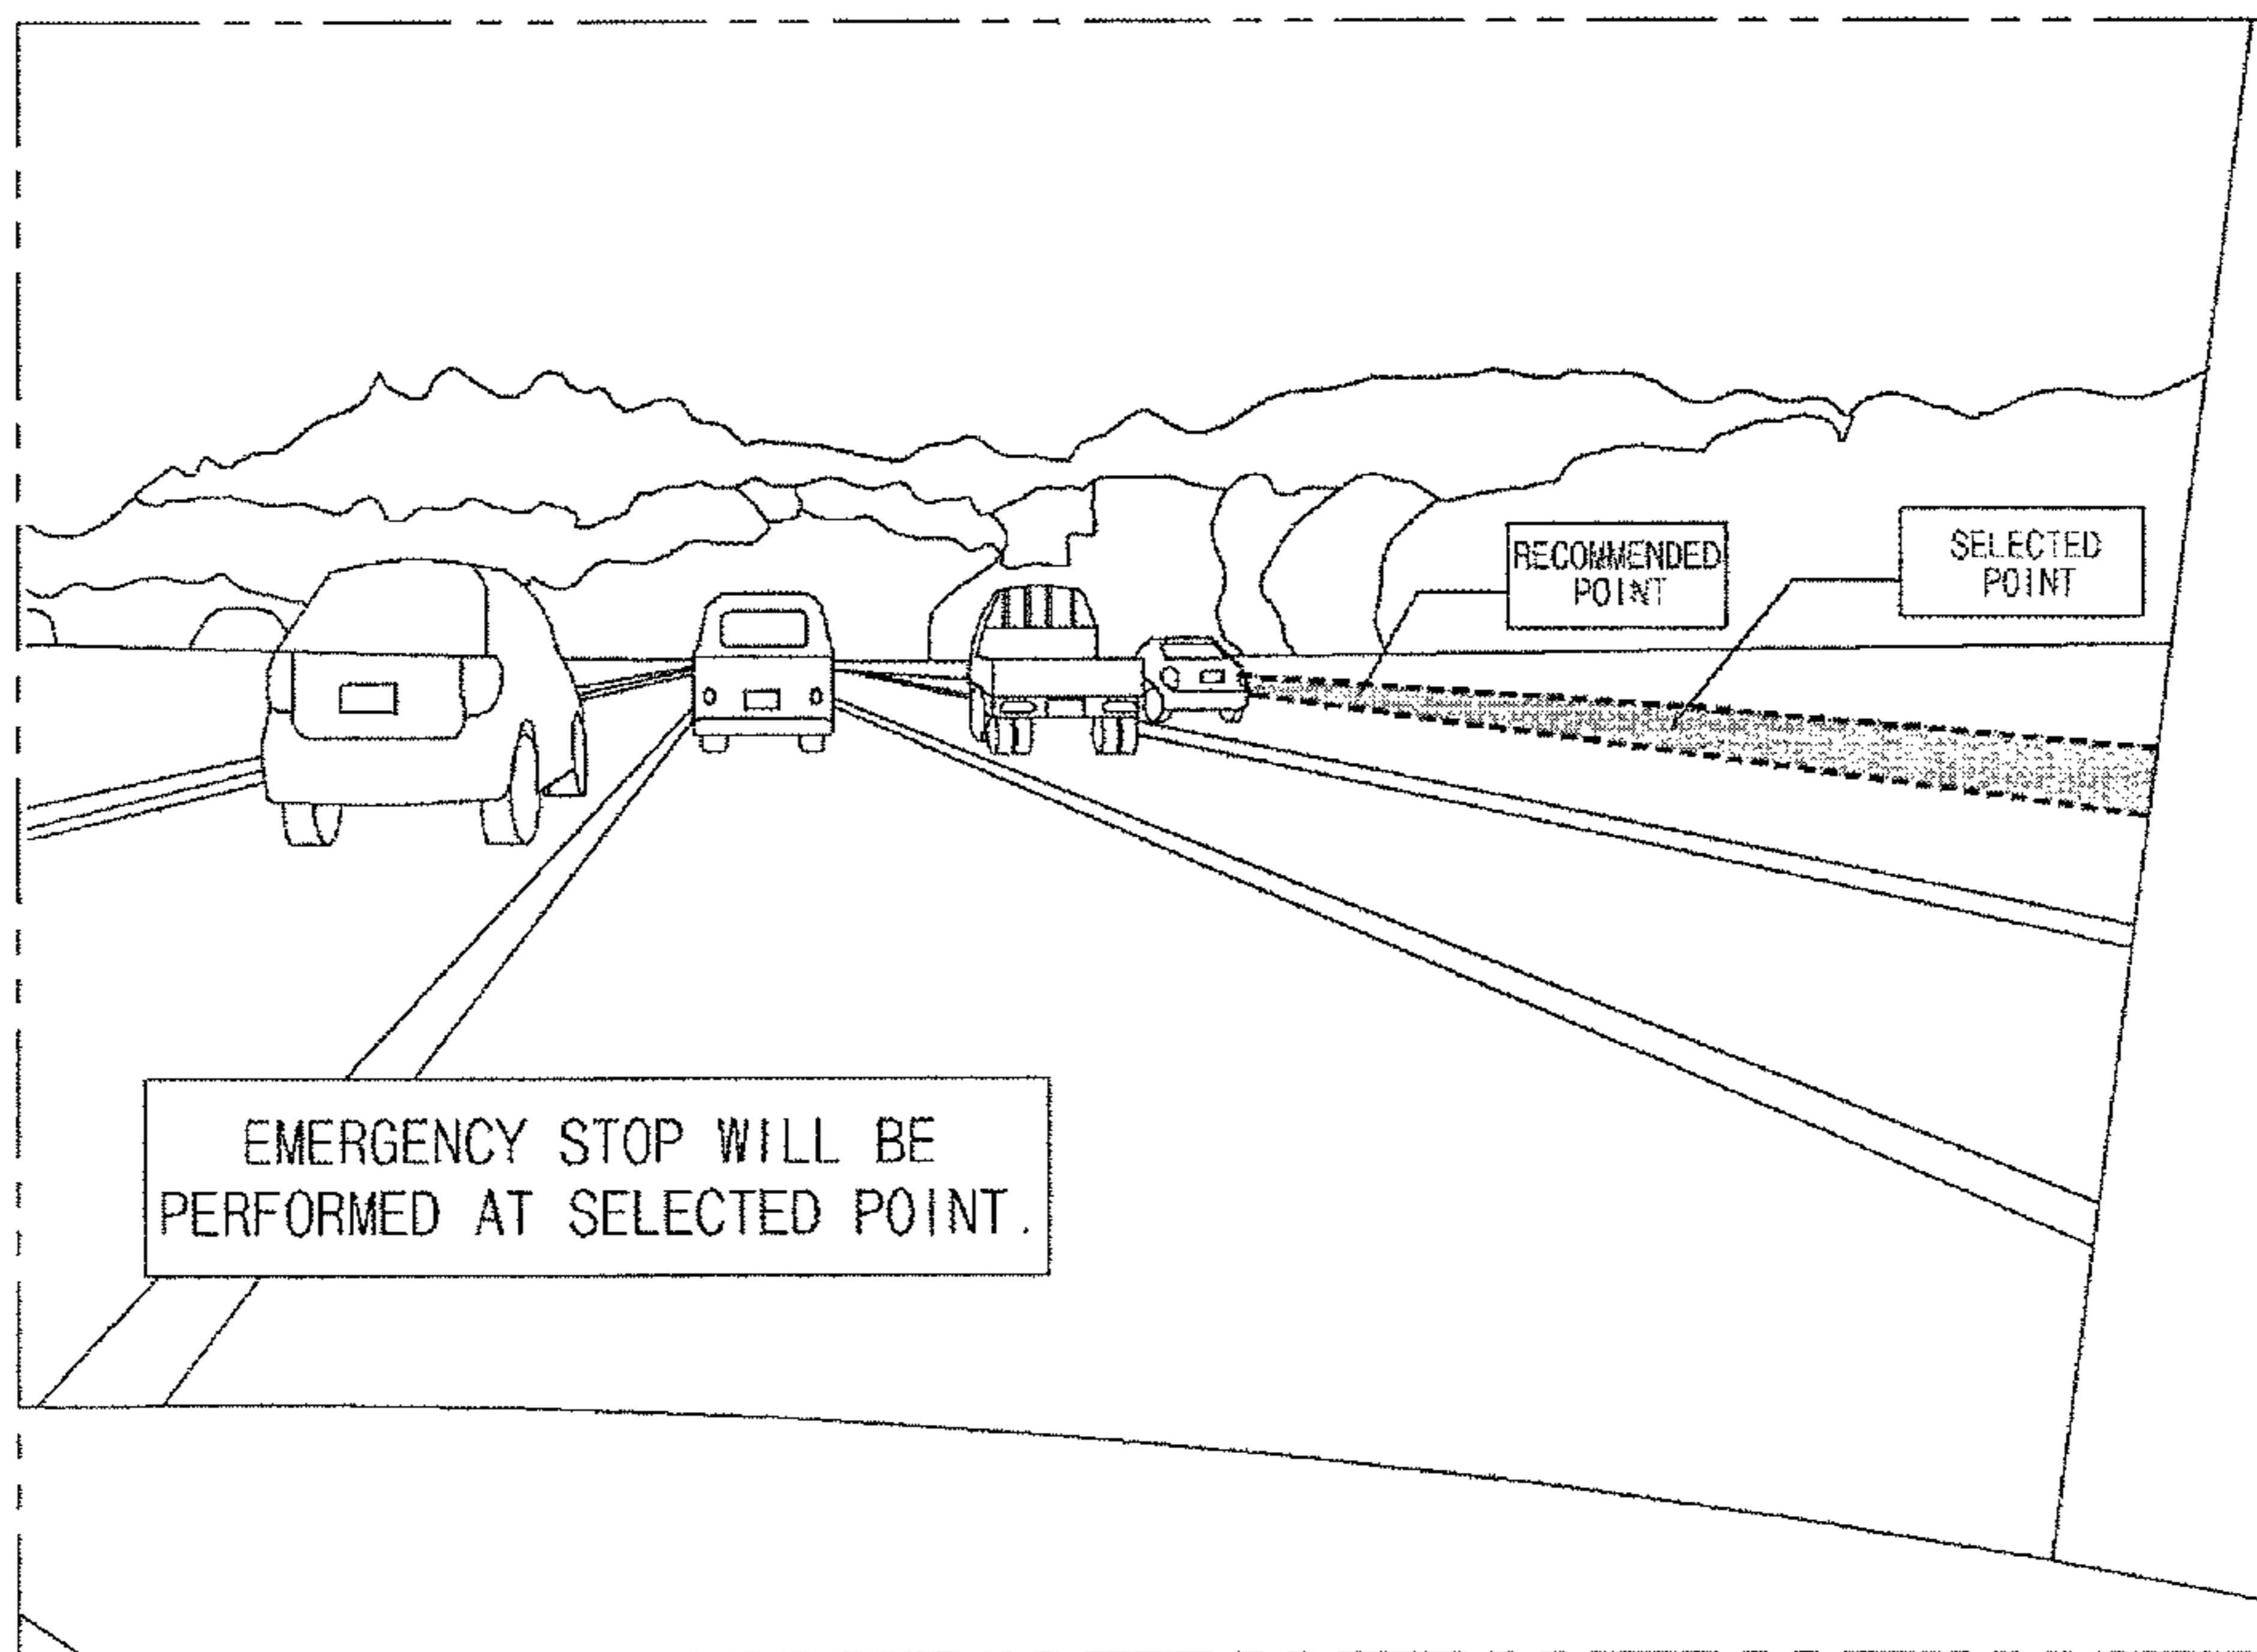 RECOMMENDED
POINT
SELECTED
POINT
EMERGENCY STOP WILL BE
PERFORMED AT SELECTED POINT.